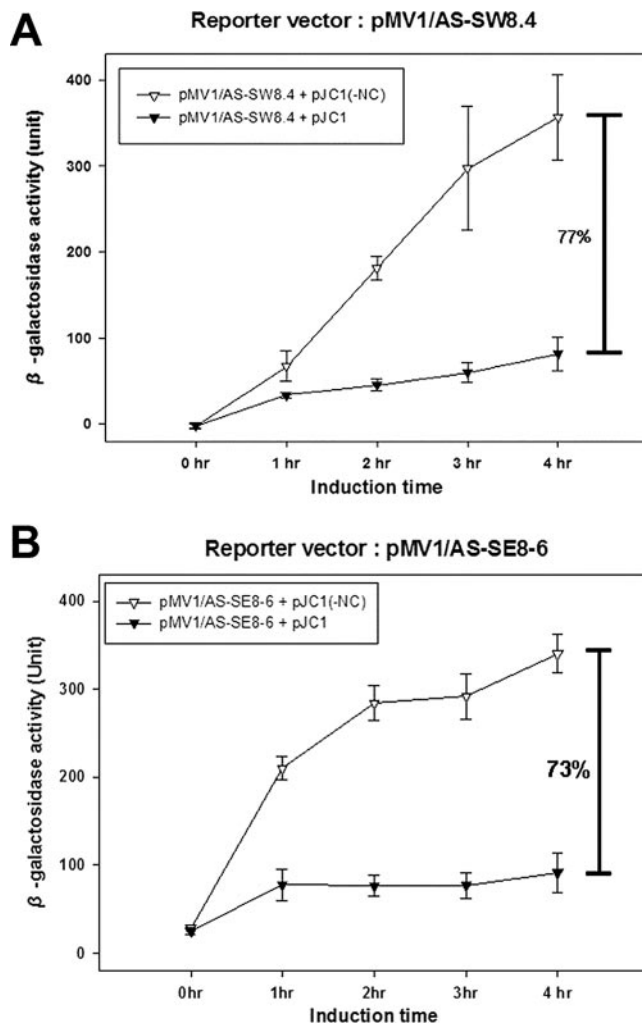 A
Reporter vector : pMV1/AS-SW8.4
pMV1/AS-SW8.4 + pJC1(-NC)
pMV1/AS-SW8.4 + pJC1
β -galactosidase activity (unit)
400
300
200
100
0
77%
0 hr 1 hr 2 hr 3 hr 4 hr
Induction time
B
Reporter vector : pMV1/AS-SE8-6
pMV1/AS-SE8-6 + pJC1(-NC)
pMV1/AS-SE8-6 + pJC1
β -galactosidase activity (Unit)
400
300
200
100
0
73%
0hr 1hr 2hr 3hr 4 hr
Induction time